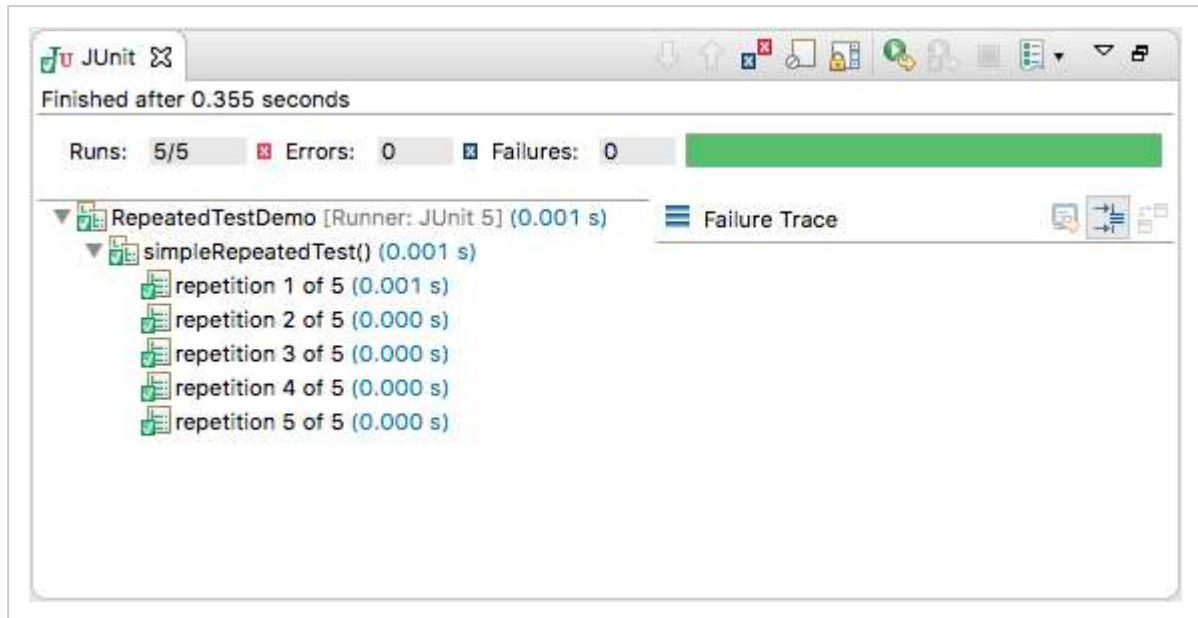 JU JUnit
Finished after 0.355 seconds
Runs: 5/5 Errors: 0 Failures: 0
RepeatedTestDemo [Runner: JUnit 5] (0.001 s) Failure Trace
simpleRepeatedTest() (0.001 s)
repetition 1 of 5 (0.001 s)
repetition 2 of 5 (0.000 s)
repetition 3 of 5 (0.000 s)
repetition 4 of 5 (0.000 s)
repetition 5 of 5 (0.000 s)